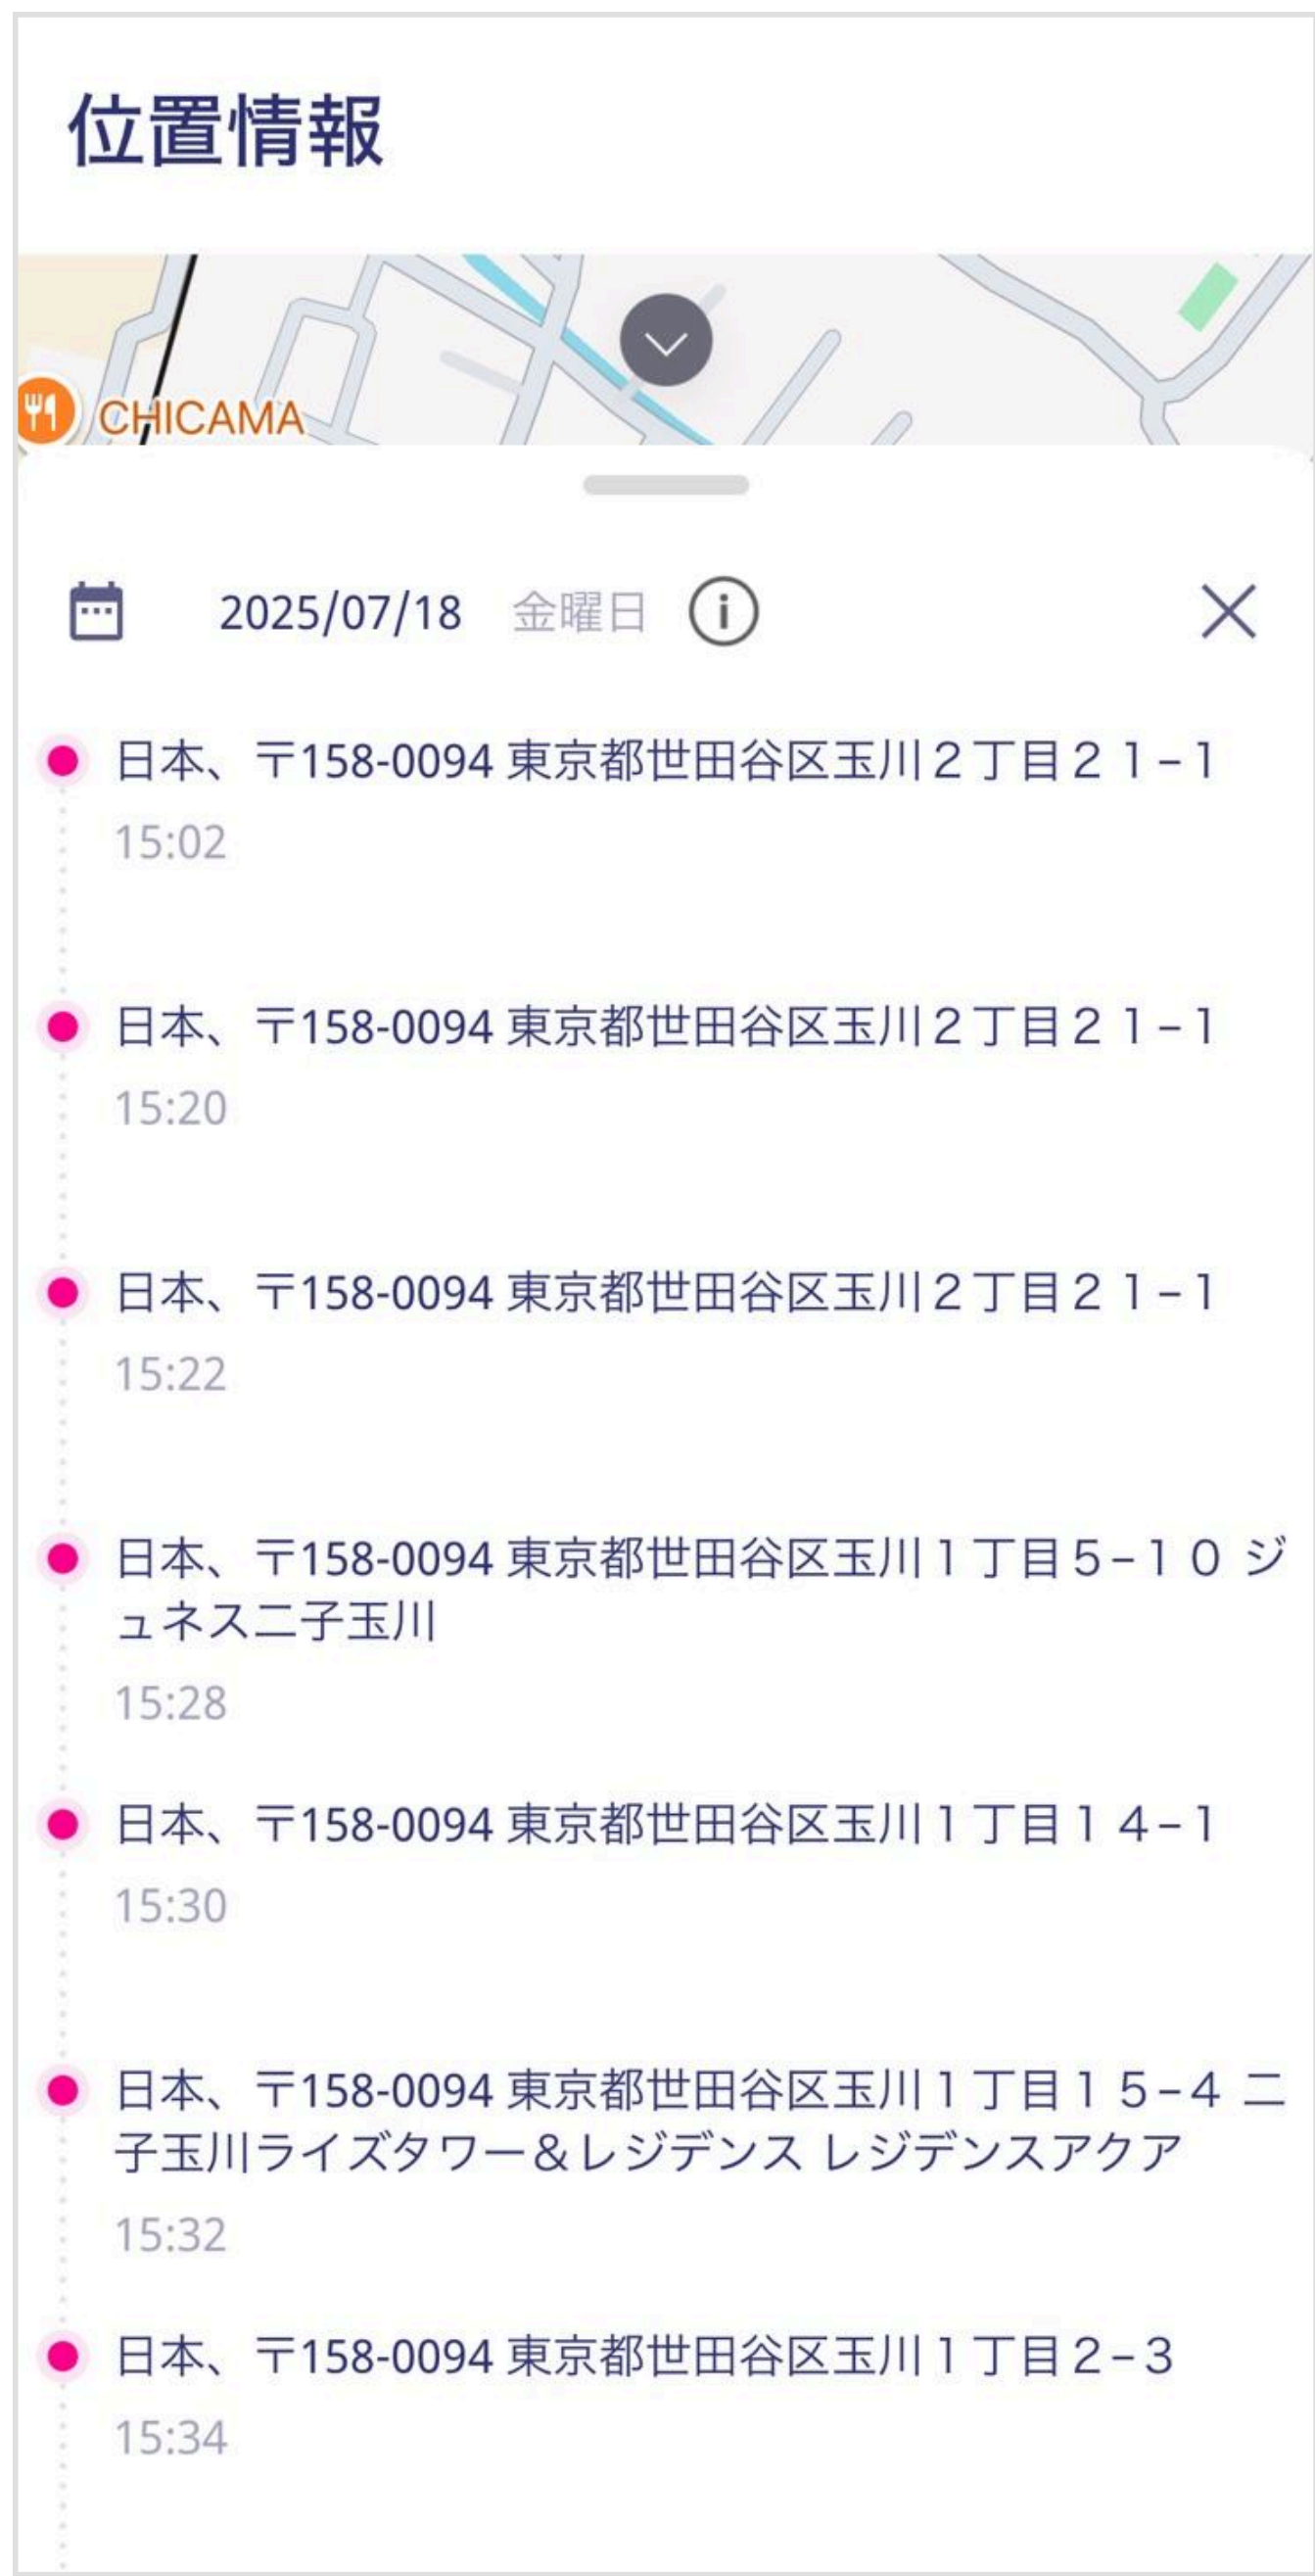 位置情報
CHICAMA
2025/07/18 金曜日 i
日本、〒158-0094 東京都世田谷区玉川２丁目２１−１
15:02
日本、〒158-0094 東京都世田谷区玉川２丁目２１−１
15:20
日本、〒158-0094 東京都世田谷区玉川２丁目２１−１
15:22
日本、〒158-0094 東京都世田谷区玉川１丁目５−１０ ジ
ュネス二子玉川
15:28
日本、〒158-0094 東京都世田谷区玉川１丁目１４−１
15:30
日本、〒158-0094 東京都世田谷区玉川１丁目１５−４ 二
子玉川ライズタワー＆レジデンス レジデンスアクア
15:32
日本、〒158-0094 東京都世田谷区玉川１丁目２−３
15:34